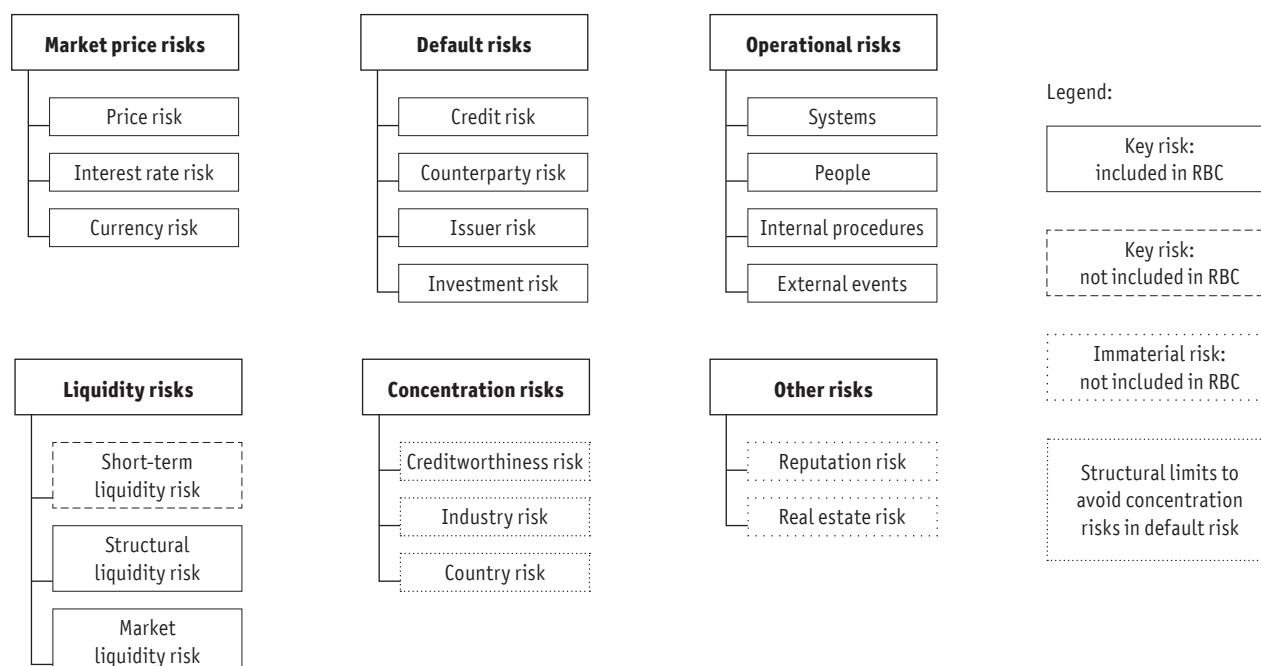 Market price risks
Price risk
Interest rate risk
Currency risk
Default risks
Credit risk
Counterparty risk
Issuer risk
Investment risk
Operational risks
Systems
People
Internal procedures
External events
Liquidity risks
Short-term
liquidity risk
Structural
liquidity risk
Market
liquidity risk
Concentration risks
Creditworthiness risk
Industry risk
Country risk
Other risks
Reputation risk
Real estate risk
Legend:
Key risk:
included in RBC
Key risk:
not included in RBC
Immaterial risk:
not included in RBC
Structural limits to
avoid concentration
risks in default risk